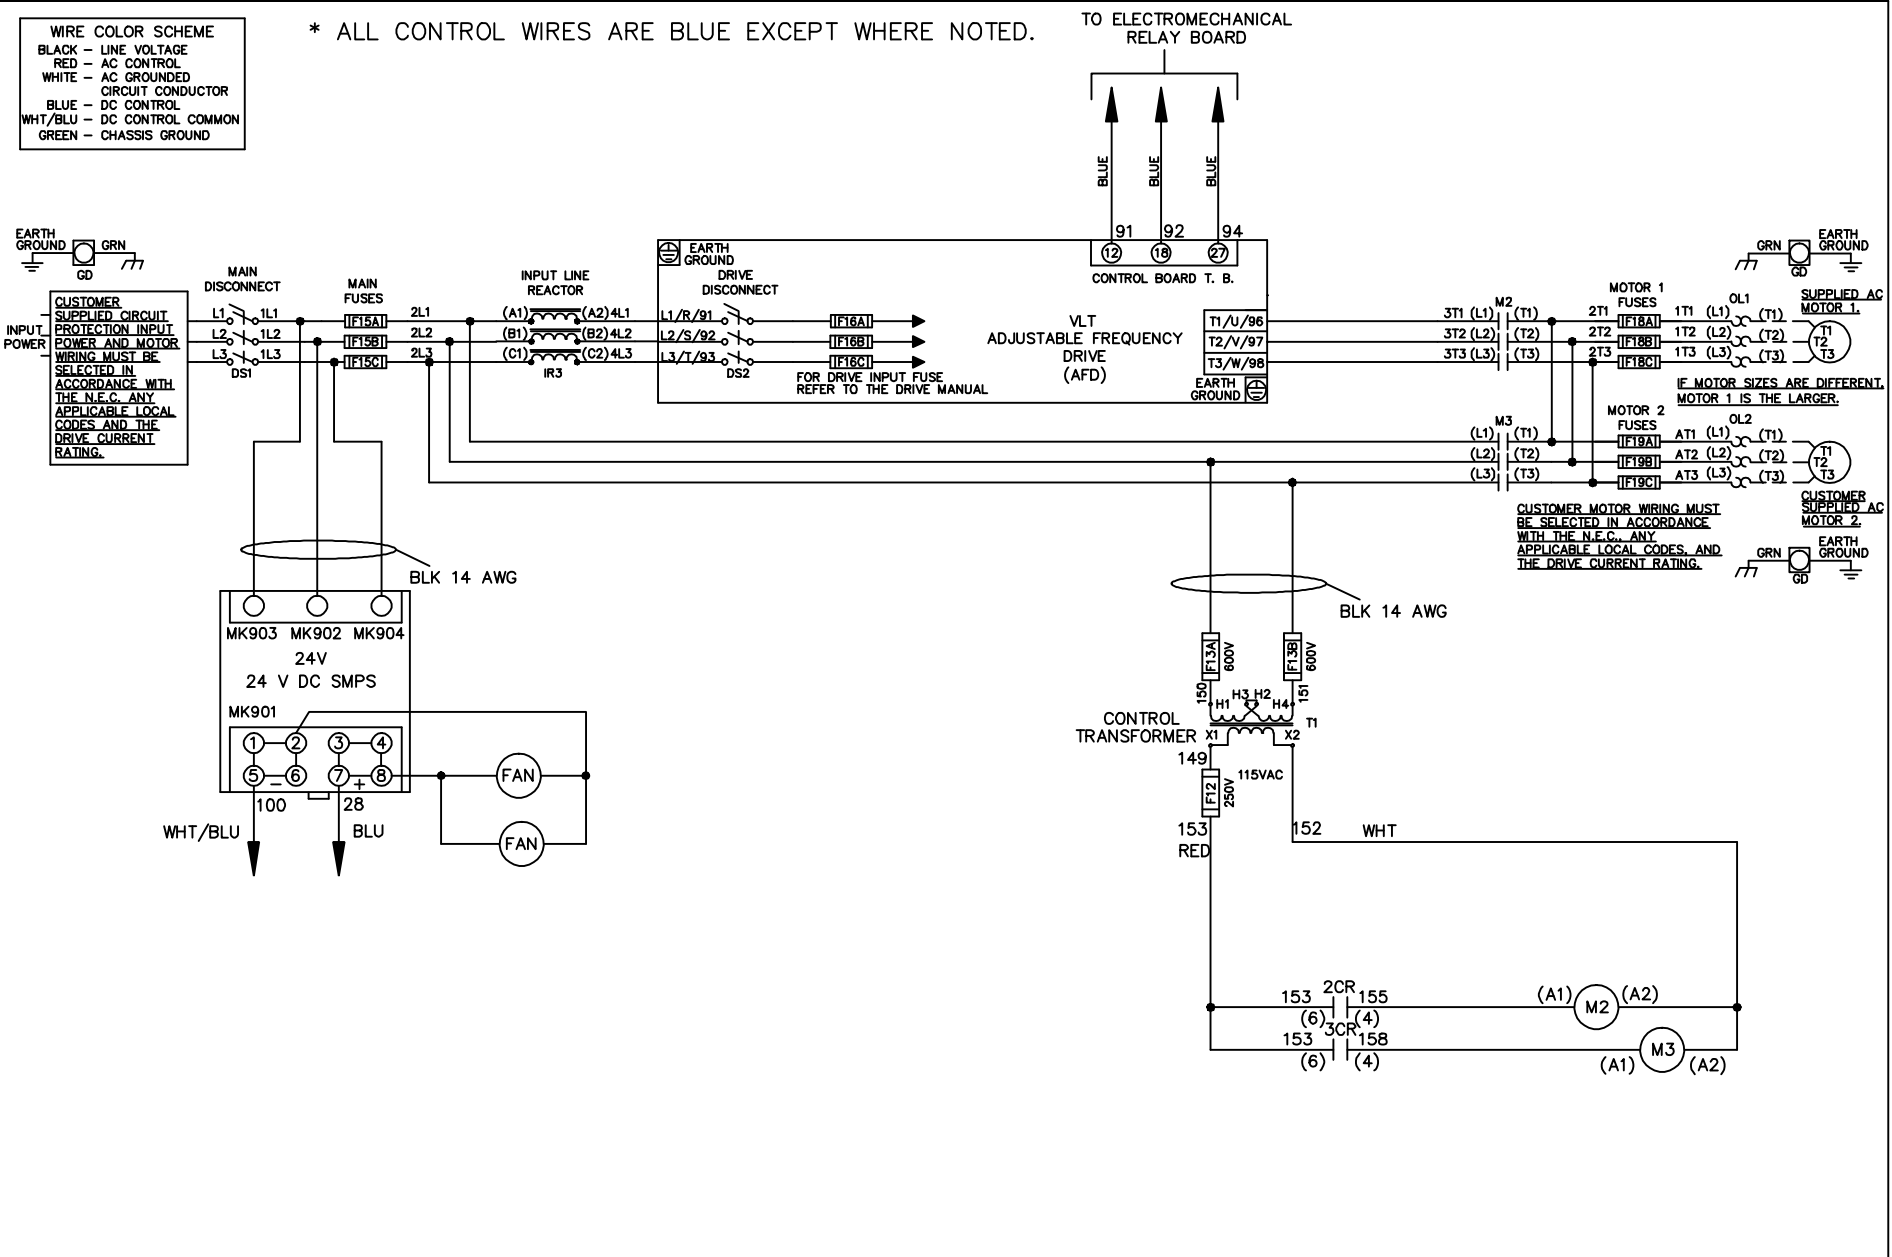 WIRE COLOR SCHEME
BLACK – LINE VOLTAGE
RED – AC CONTROL
WHITE – AC GROUNDED
CIRCUIT CONDUCTOR
BLUE – DC CONTROL
WHT/BLU – DC CONTROL COMMON
GREEN – CHASSIS GROUND
* ALL CONTROL WIRES ARE BLUE EXCEPT WHERE NOTED.
TO ELECTROMECHANICAL
RELAY BOARD
BLUE
BLUE
BLUE
91
92
94
12
18
27
CONTROL BOARD T. B.
EARTH
GROUND
GRN
GD
INPUT
POWER
CUSTOMER
SUPPLIED CIRCUIT
PROTECTION INPUT
POWER AND MOTOR
WIRING MUST BE
SELECTED IN
ACCORDANCE WITH
THE N.E.C. ANY
APPLICABLE LOCAL
CODES AND THE
DRIVE CURRENT
RATING.
MAIN
DISCONNECT
L1
1L1
L2
1L2
L3
1L3
DS1
MAIN
FUSES
F15A
F15B
F15C
2L1
2L2
2L3
INPUT LINE
REACTOR
(A1)
(A2)
4L1
(B1)
(B2)
4L2
(C1)
(C2)
4L3
IR3
EARTH
GROUND
DRIVE
DISCONNECT
L1/R/91
L2/S/92
L3/T/93
DS2
F16A
F16B
F16C
FOR DRIVE INPUT FUSE
REFER TO THE DRIVE MANUAL
VLT
ADJUSTABLE FREQUENCY
DRIVE
(AFD)
T1/U/96
T2/V/97
T3/W/98
EARTH
GROUND
M2
3T1 (L1) (T1)
3T2 (L2) (T2)
3T3 (L3) (T3)
MOTOR 1
FUSES
2T1
F18A
1T1
2T2
F18B
1T2
2T3
F18C
1T3
OL1
(L1) (T1)
(L2) (T2)
(L3) (T3)
GRN
GD
EARTH
GROUND
SUPPLIED AC
MOTOR 1.
T1
T2
T3
IF MOTOR SIZES ARE DIFFERENT,
MOTOR 1 IS THE LARGER.
M3
(L1) (T1)
(L2) (T2)
(L3) (T3)
MOTOR 2
FUSES
F19A
AT1
F19B
AT2
F19C
AT3
OL2
(L1) (T1)
(L2) (T2)
(L3) (T3)
T1
T2
T3
CUSTOMER
SUPPLIED AC
MOTOR 2.
CUSTOMER MOTOR WIRING MUST
BE SELECTED IN ACCORDANCE
WITH THE N.E.C., ANY
APPLICABLE LOCAL CODES, AND
THE DRIVE CURRENT RATING.
GRN
GD
EARTH
GROUND
BLK 14 AWG
MK903 MK902 MK904
24V
24 V DC SMPS
MK901
1
2
3
4
5
–
6
7
+
8
100
28
WHT/BLU
BLU
FAN
FAN
BLK 14 AWG
F13A
600V
F13B
600V
150
151
H1
H3
H2
H4
CONTROL
TRANSFORMER
T1
X1
X2
149
115VAC
F12
250V
153
RED
152
WHT
2CR
153
155
(6)
(4)
(A1)
M2
(A2)
3CR
153
158
(6)
(4)
(A1)
M3
(A2)